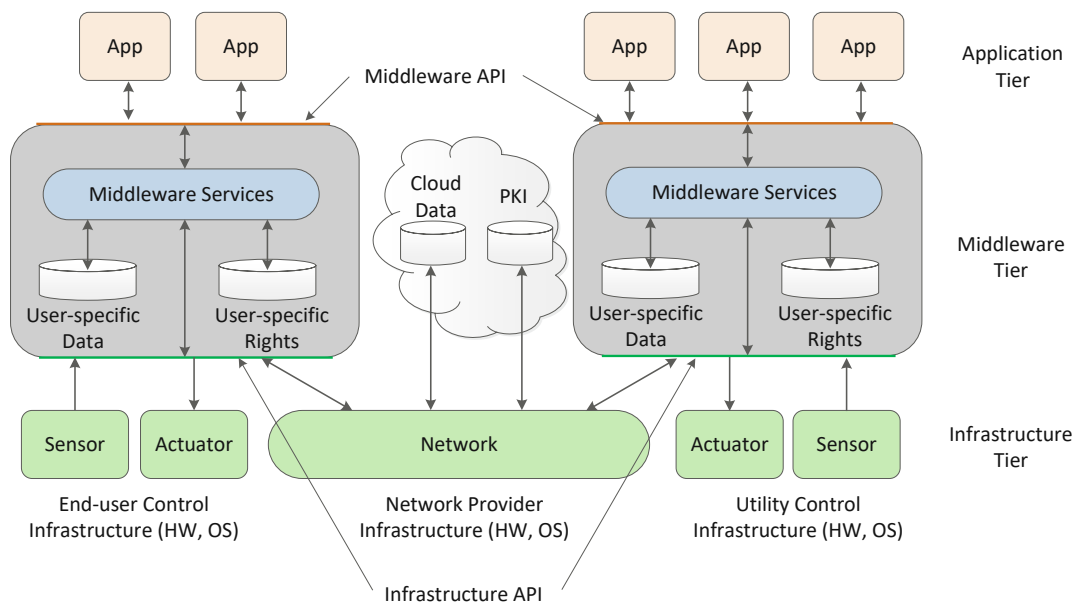 App
App
App
App
App
Application
Tier
Middleware API
Middleware Services
Cloud
Data
PKI
Middleware Services
Middleware
Tier
User-specific
Data
User-specific
Rights
User-specific
Data
User-specific
Rights
Sensor
Actuator
Network
Actuator
Sensor
Infrastructure
Tier
End-user Control
Infrastructure (HW, OS)
Network Provider
Infrastructure (HW, OS)
Utility Control
Infrastructure (HW, OS)
Infrastructure API